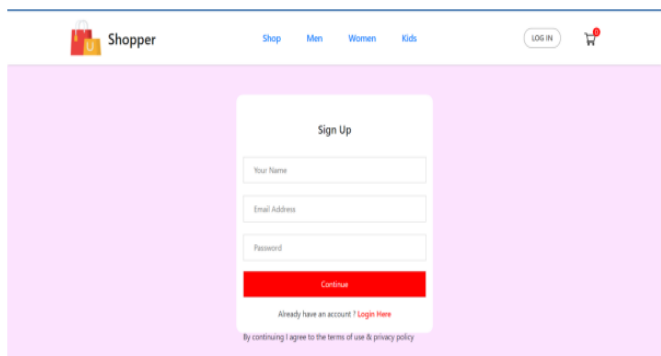 Shopper Shop Men Women Kids LOG IN 0
Sign Up
Your Name
Email Address
Password
Continue
Already have an account ? Login Here
By continuing I agree to the terms of use & privacy policy